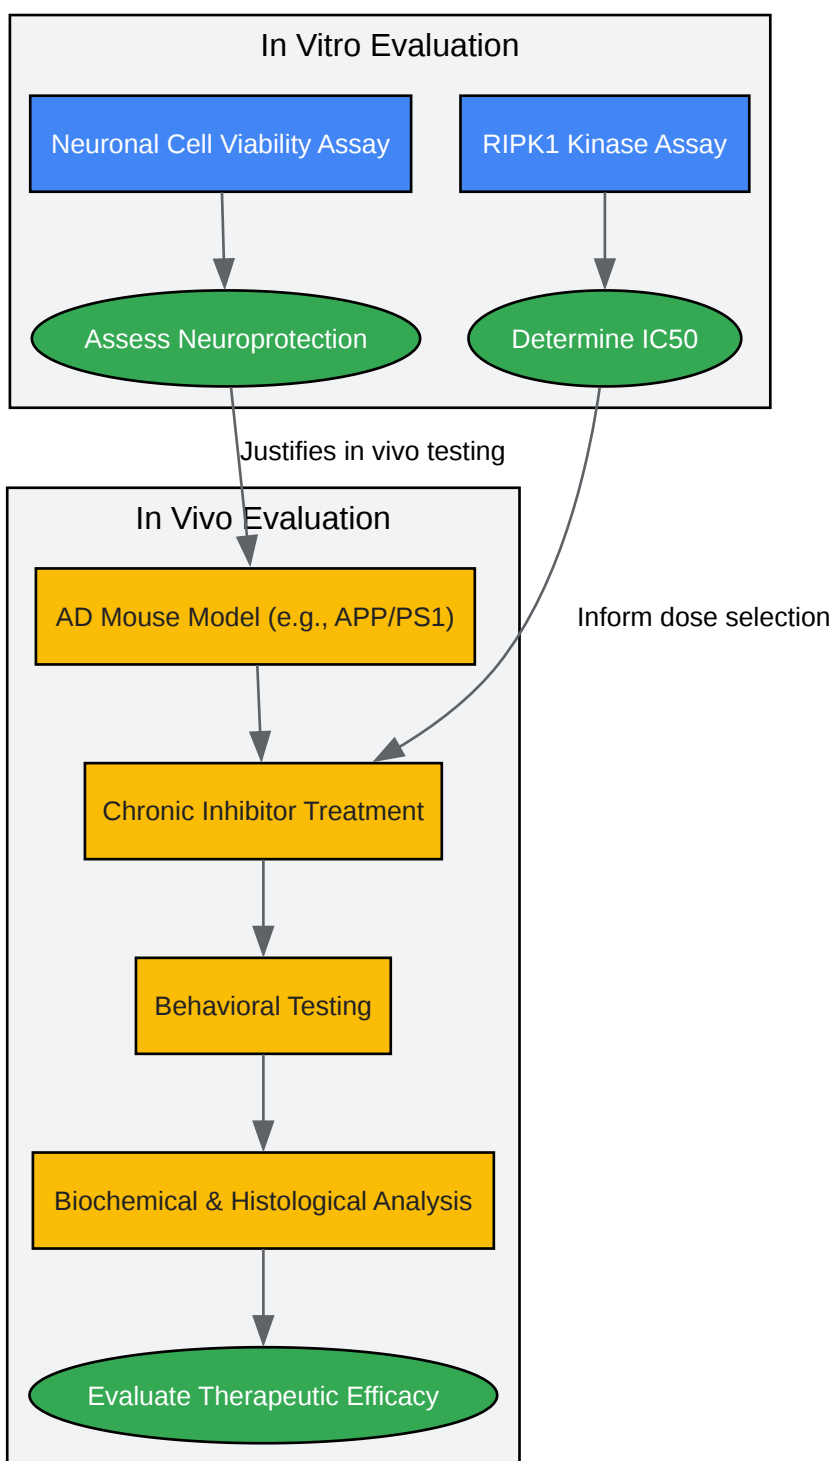 In Vitro Evaluation
Neuronal Cell Viability Assay
RIPK1 Kinase Assay
Assess Neuroprotection
Determine IC50
Justifies in vivo testing
In Vivo Evaluation
AD Mouse Model (e.g., APP/PS1)
Inform dose selection
Chronic Inhibitor Treatment
Behavioral Testing
Biochemical & Histological Analysis
Evaluate Therapeutic Efficacy